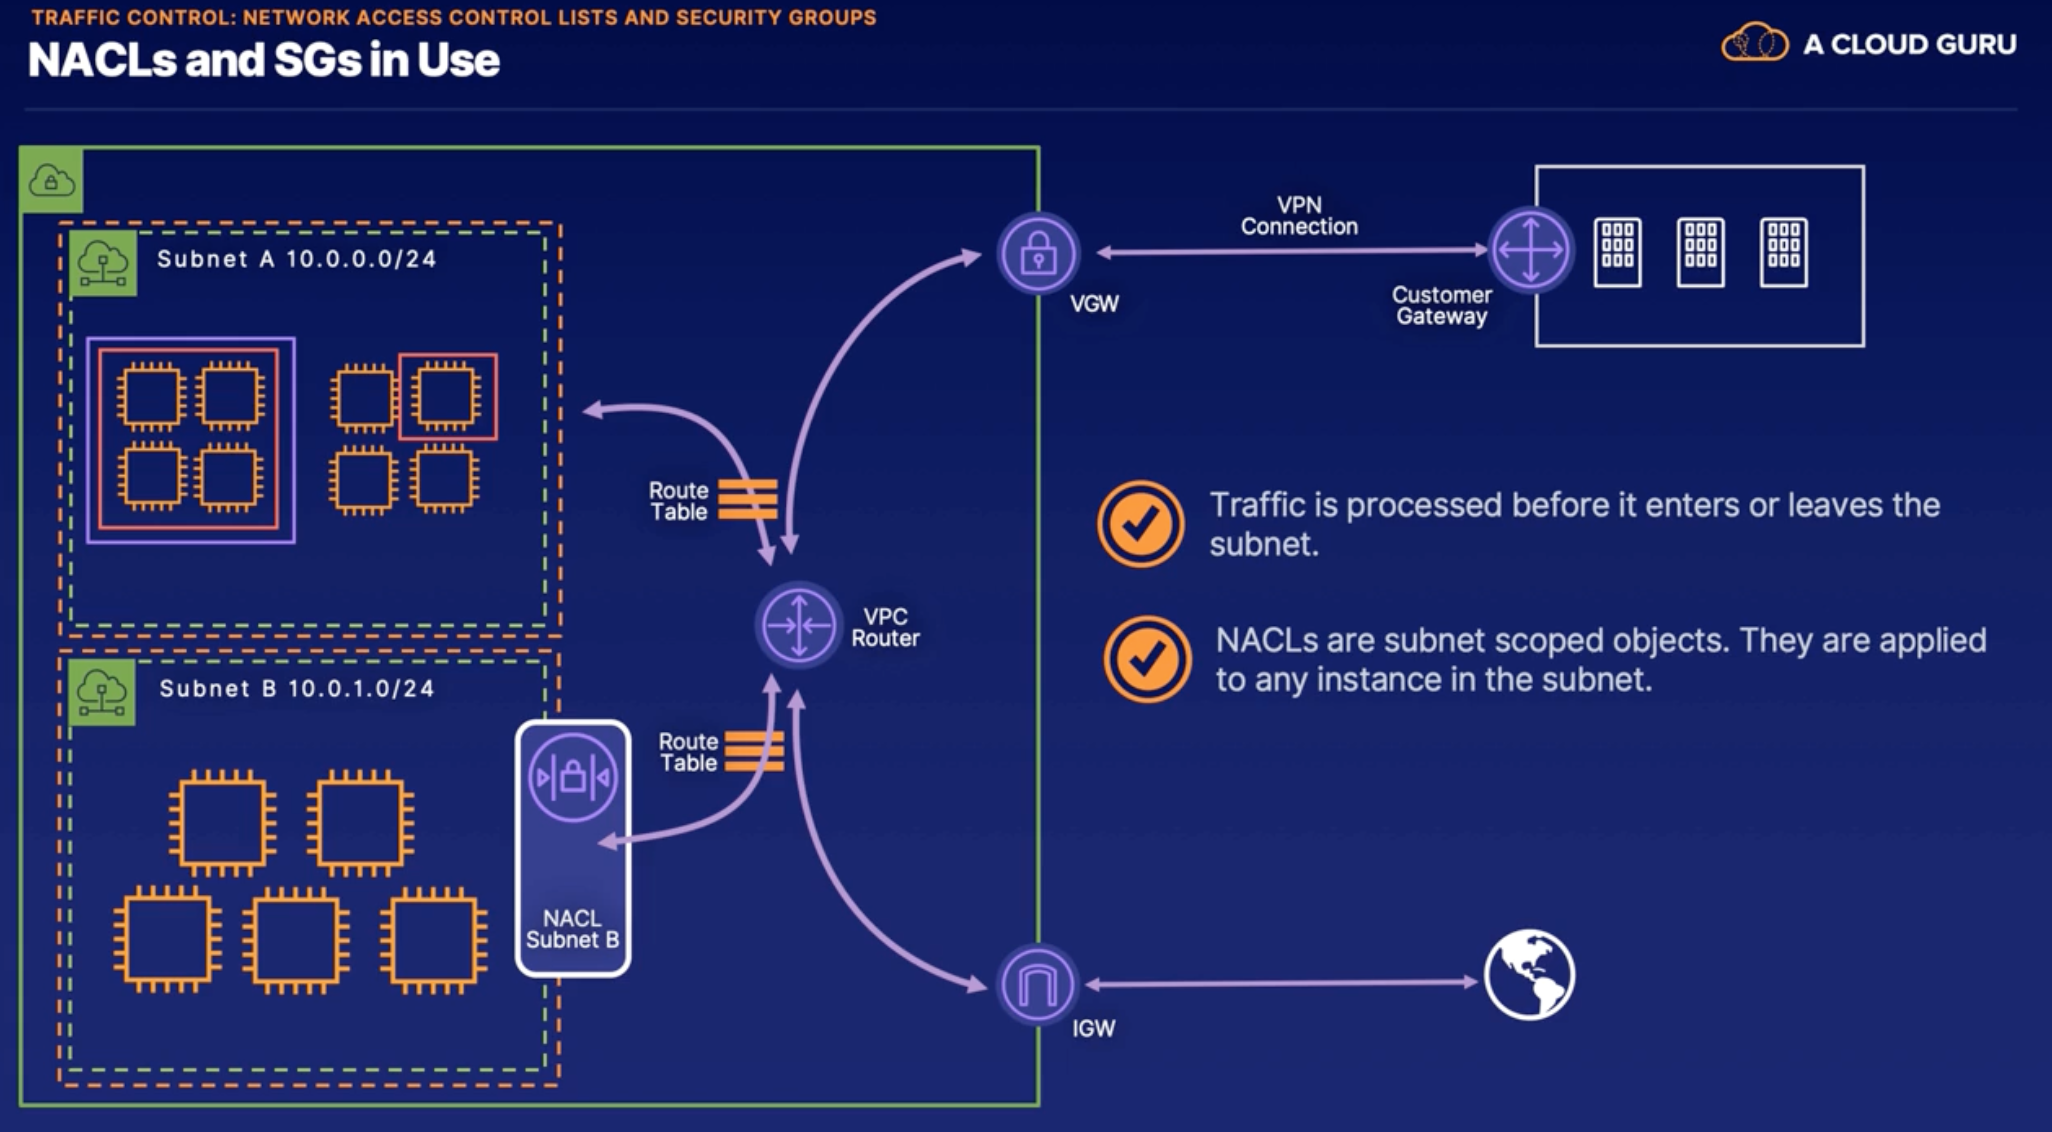 TRAFFIC CONTROL: NETWORK ACCESS CONTROL LISTS AND SECURITY GROUPS
NACLs and SGs in Use
A CLOUD GURU
Subnet A 10.0.0.0/24
VPN
Connection
VGW
Customer
Gateway
Route
Table
Traffic is processed before it enters or leaves the
subnet.
VPC
Router
NACLs are subnet scoped objects. They are applied
to any instance in the subnet.
Subnet B 10.0.1.0/24
Route
Table
NACL
Subnet B
IGW